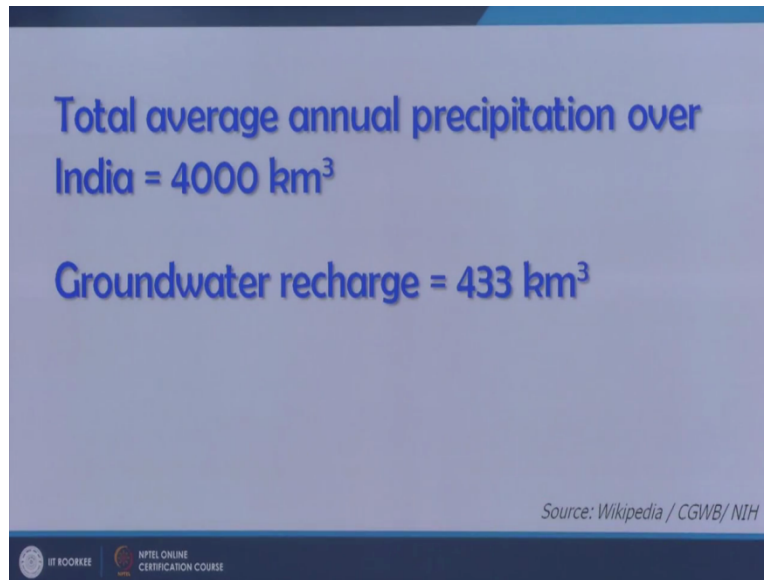 Total average annual precipitation over
India = 4000 km³
Groundwater recharge = 433 km³
Source: Wikipedia / CGWB/ NIH
IIT ROORKEE
NPTEL ONLINE
CERTIFICATION COURSE